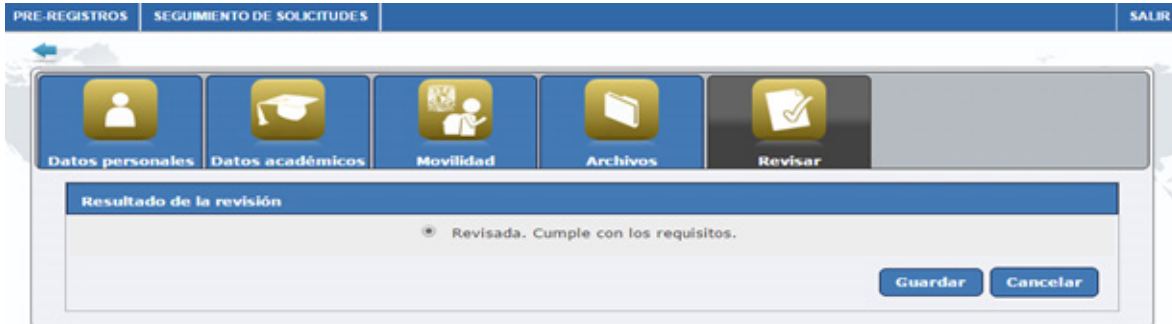 PRE-REGISTROS SEGUIMIENTO DE SOLICITUDES SALIR
Datos personales Datos académicos Movilidad Archivos Revisar
Resultado de la revisión
Revisada. Cumple con los requisitos.
Guardar Cancelar